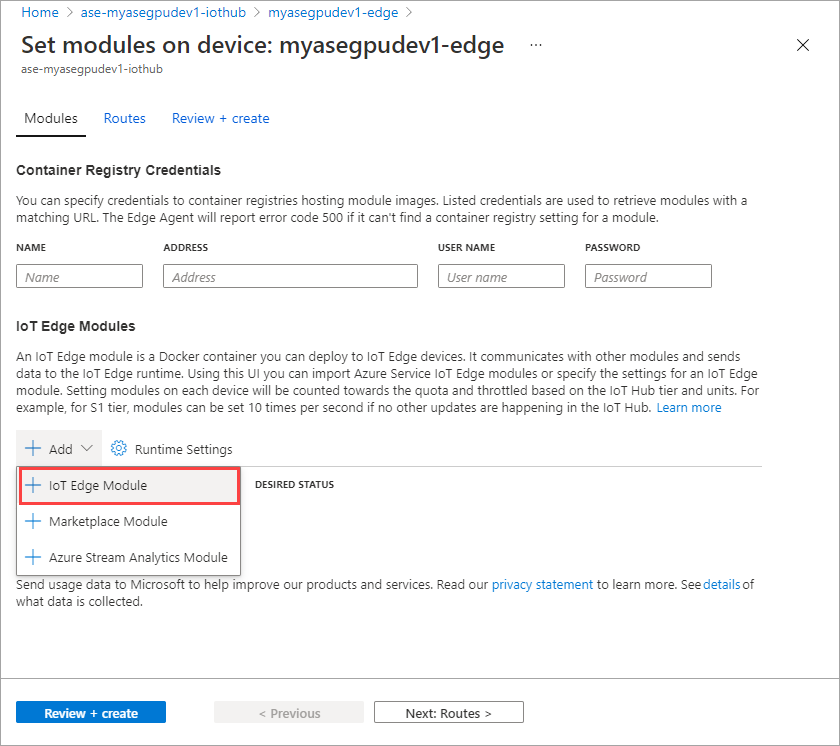 Home > ase-myasegpudev1-iothub > myasegpudev1-edge >
Set modules on device: myasegpudev1-edge ...
ase-myasegpudev1-iothub
Modules Routes Review + create
Container Registry Credentials
You can specify credentials to container registries hosting module images. Listed credentials are used to retrieve modules with a
matching URL. The Edge Agent will report error code 500 if it can't find a container registry setting for a module.
NAME ADDRESS USER NAME PASSWORD
Name Address User name Password
IoT Edge Modules
An IoT Edge module is a Docker container you can deploy to IoT Edge devices. It communicates with other modules and sends
data to the IoT Edge runtime. Using this UI you can import Azure Service IoT Edge modules or specify the settings for an IoT Edge
module. Setting modules on each device will be counted towards the quota and throttled based on the IoT Hub tier and units. For
example, for S1 tier, modules can be set 10 times per second if no other updates are happening in the IoT Hub. Learn more
Add Runtime Settings
IoT Edge Module DESIRED STATUS
Marketplace Module
Azure Stream Analytics Module
Send usage data to Microsoft to help improve our products and services. Read our privacy statement to learn more. See details of
what data is collected.
Review + create < Previous Next: Routes >